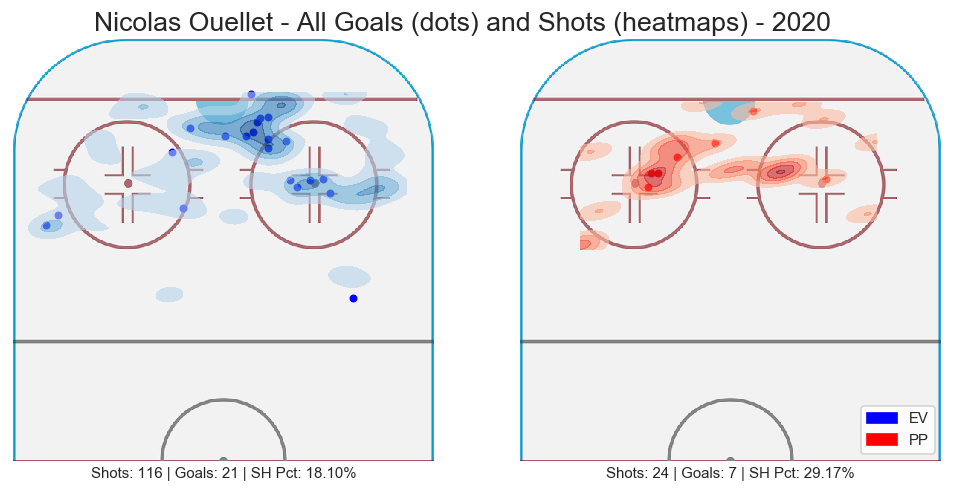 Nicolas Ouellet - All Goals (dots) and Shots (heatmaps) - 2020
EV
PP
Shots: 116 | Goals: 21 | SH Pct: 18.10%
Shots: 24 | Goals: 7 | SH Pct: 29.17%